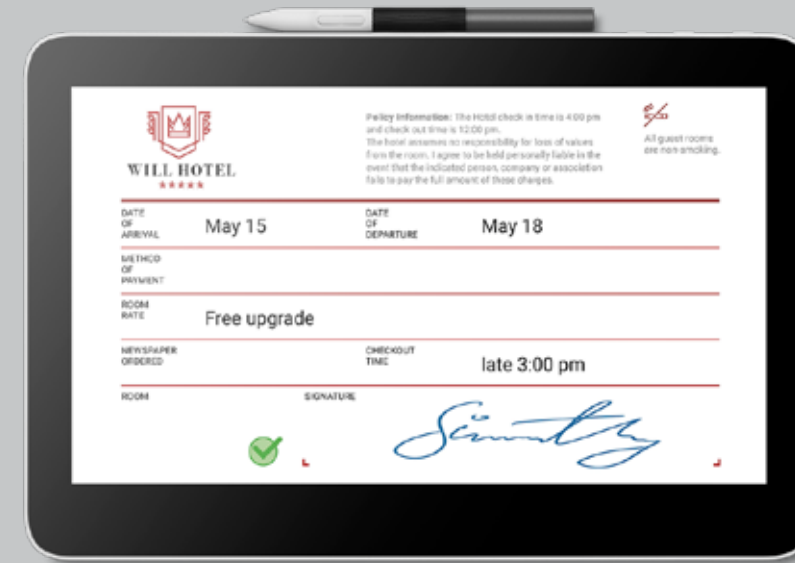 WILL HOTEL
Policy Information: The Hotel check in time is 4:00 pm
and check out time is 12:00 pm.
The hotel assumes no responsibility for loss of values
from the room. I agree to be held personally liable in the
event that the indicated person, company or association
fails to pay the full amount of these charges.
All guest rooms
are non-smoking.
DATE
OF
ARRIVAL
May 15
DATE
OF
DEPARTURE
May 18
METHOD
OF
PAYMENT
ROOM
RATE
Free upgrade
NEWSPAPER
ORDERED
CHECKOUT
TIME
late 3:00 pm
ROOM
SIGNATURE